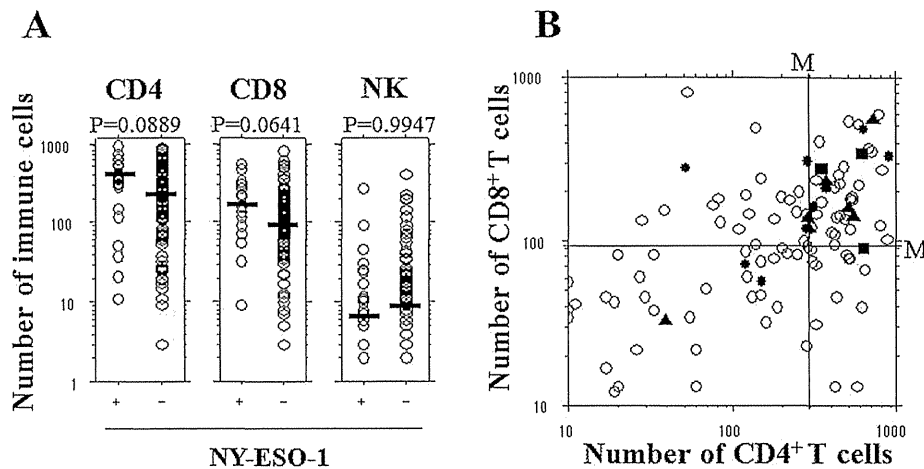 A
CD4 CD8 NK
P=0.0889 P=0.0641 P=0.9947
Number of immune cells
1000
100
10
1
+ − + − + −
NY-ESO-1
B
M
Number of CD8+ T cells
1000
100
10
M
10 100 1000
Number of CD4+ T cells